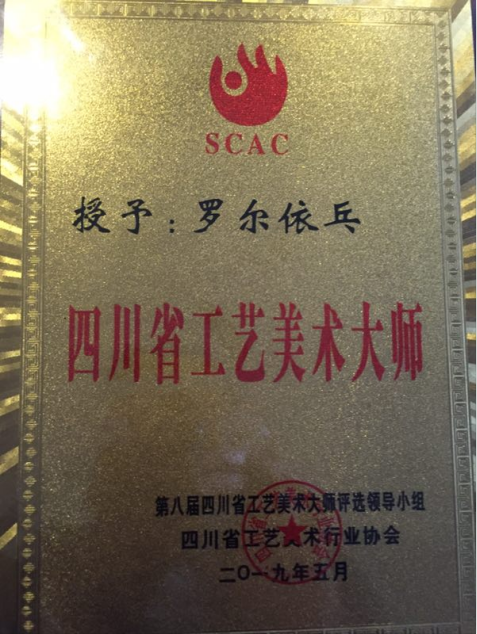 SCAC
授予：罗尔依兵
四川省工艺美术大师
第八届四川省工艺美术大师评选领导小组
四川省工艺美术行业协会
二〇一九年五月